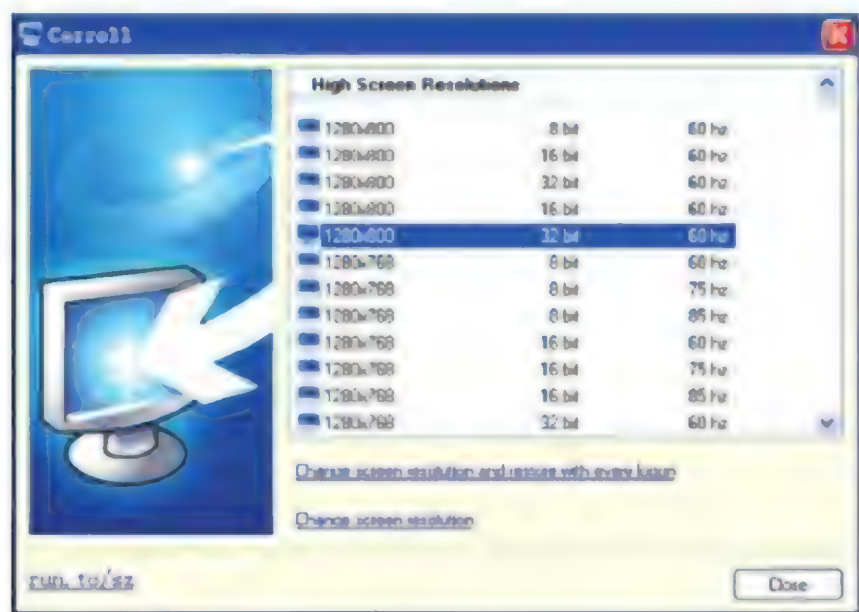 Carroll
High Screen Resolutions
1280x800 8 bit 60 hz
1280x800 16 bit 60 hz
1280x800 32 bit 60 hz
1280x800 16 bit 60 hz
1280x800 32 bit 60 hz
1280x768 8 bit 60 hz
1280x768 8 bit 75 hz
1280x768 8 bit 85 hz
1280x768 16 bit 60 hz
1280x768 16 bit 75 hz
1280x768 16 bit 85 hz
1280x768 32 bit 60 hz
Change screen resolution and restore with every logon
Change screen resolution
run.to/sz
Close